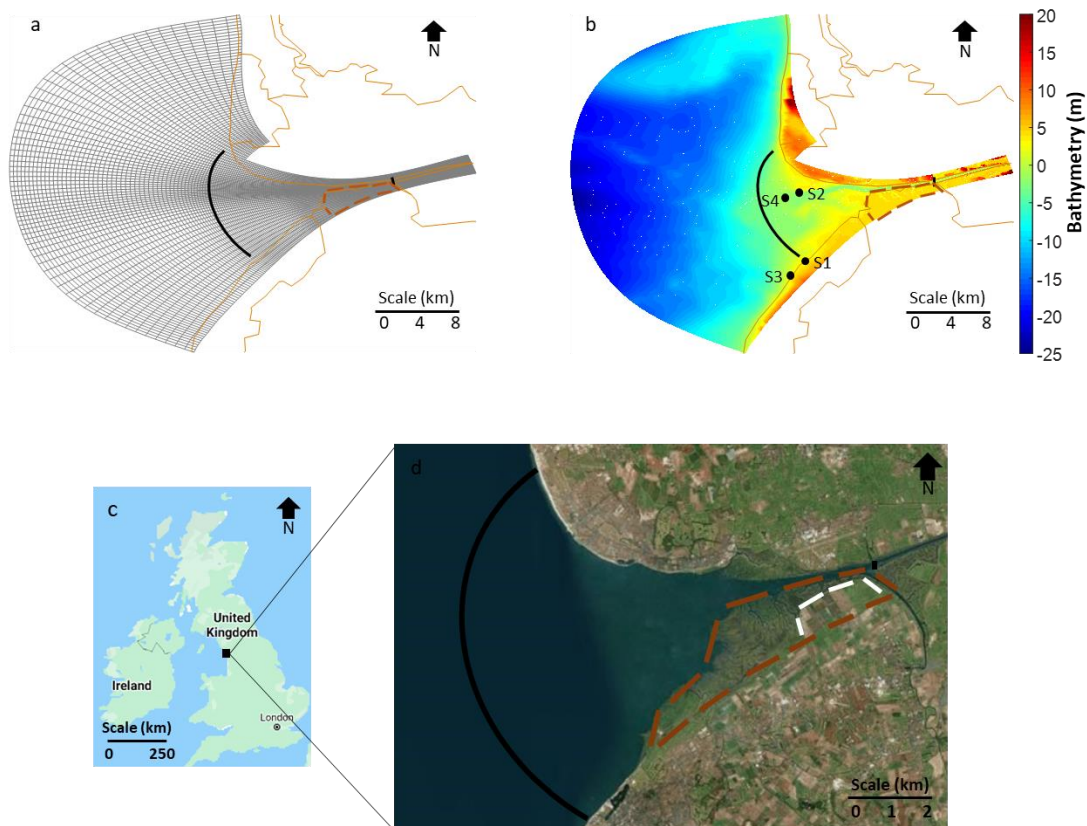 a
N
Scale (km)
0 4 8
b
N
S4
S2
S1
S3
Scale (km)
0 4 8
20
15
10
5
0
-5
-10
-15
-20
-25
Bathymetry (m)
c
N
United
Kingdom
Ireland
London
Scale (km)
0 250
d
N
Scale (km)
0 1 2